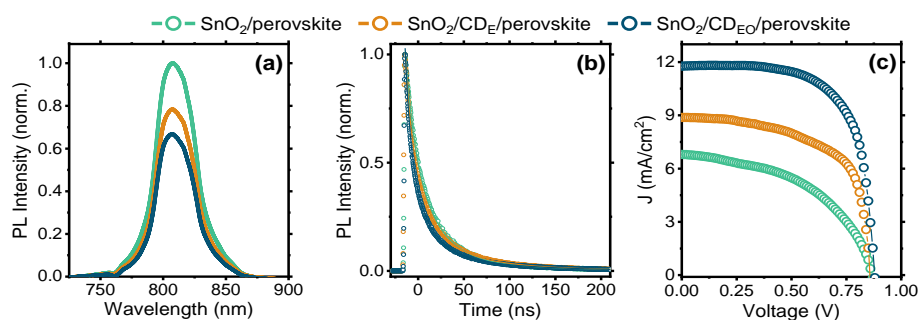 SnO₂/perovskite SnO₂/CD_E/perovskite SnO₂/CD_EO/perovskite
(a)
PL Intensity (norm.)
1.0
0.8
0.6
0.4
0.2
0.0
750 800 850 900
Wavelength (nm)
(b)
PL Intensity (norm.)
1.0
0.5
0.0
0 50 100 150 200
Time (ns)
(c)
J (mA/cm²)
12
9
6
3
0
0.00 0.25 0.50 0.75 1.00
Voltage (V)